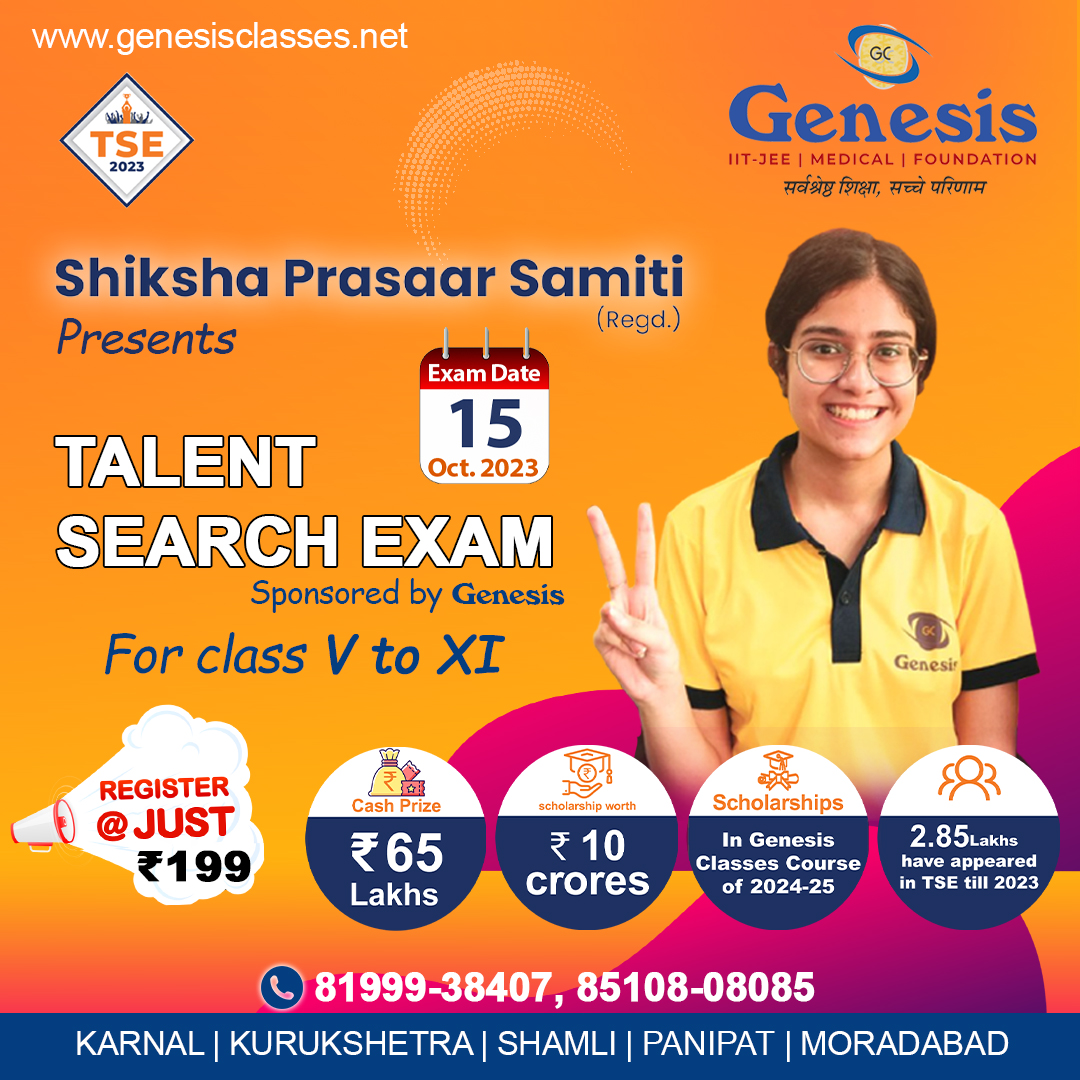 www.genesisclasses.net
TSE
2023
GC
Genesis
IIT-JEE | MEDICAL | FOUNDATION
सर्वश्रेष्ठ शिक्षा, सच्चे परिणाम
Shiksha Prasaar Samiti
(Regd.)
Presents
Exam Date
15
Oct. 2023
TALENT
SEARCH EXAM
Sponsored by Genesis
For class V to XI
GC
Genesis
REGISTER
@ JUST
₹199
Cash Prize
₹65
Lakhs
scholarship worth
₹ 10
crores
Scholarships
In Genesis
Classes Course
of 2024-25
2.85Lakhs
have appeared
in TSE till 2023
81999-38407, 85108-08085
KARNAL | KURUKSHETRA | SHAMLI | PANIPAT | MORADABAD